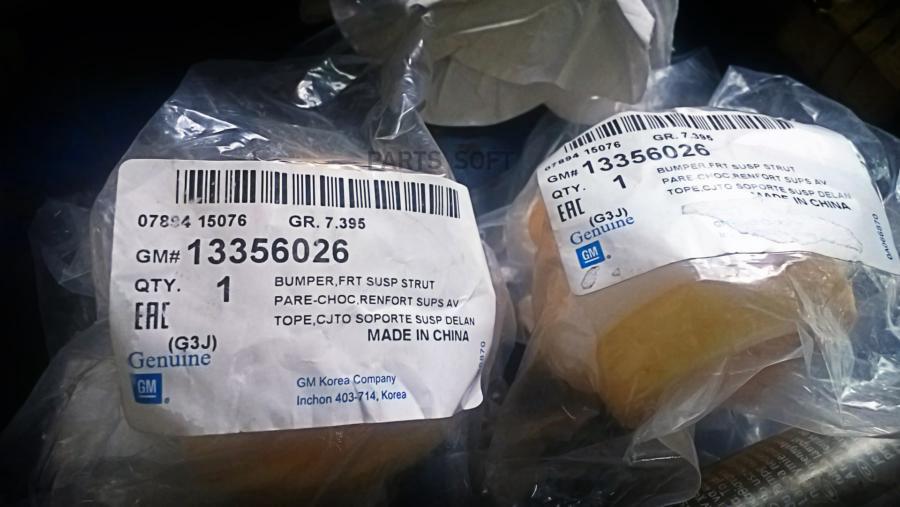 PARTS SOFT
07894 15076 GR. 7.395
GM# 13356026
QTY. 1
BUMPER,FRT SUSP STRUT
PARE-CHOC,RENFORT SUPS AV
TOPE,CJTO SOPORTE SUSP DELAN
MADE IN CHINA
EAC
(G3J)
Genuine
GM
GM Korea Company
Inchon 403-714, Korea
07894 15076 GR. 7.395
GM# 13356026
QTY. 1
BUMPER,FRT SUSP STRUT
PARE-CHOC,RENFORT SUPS AV
TOPE,CJTO SOPORTE SUSP DELAN
MADE IN CHINA
EAC
(G3J)
Genuine
GM